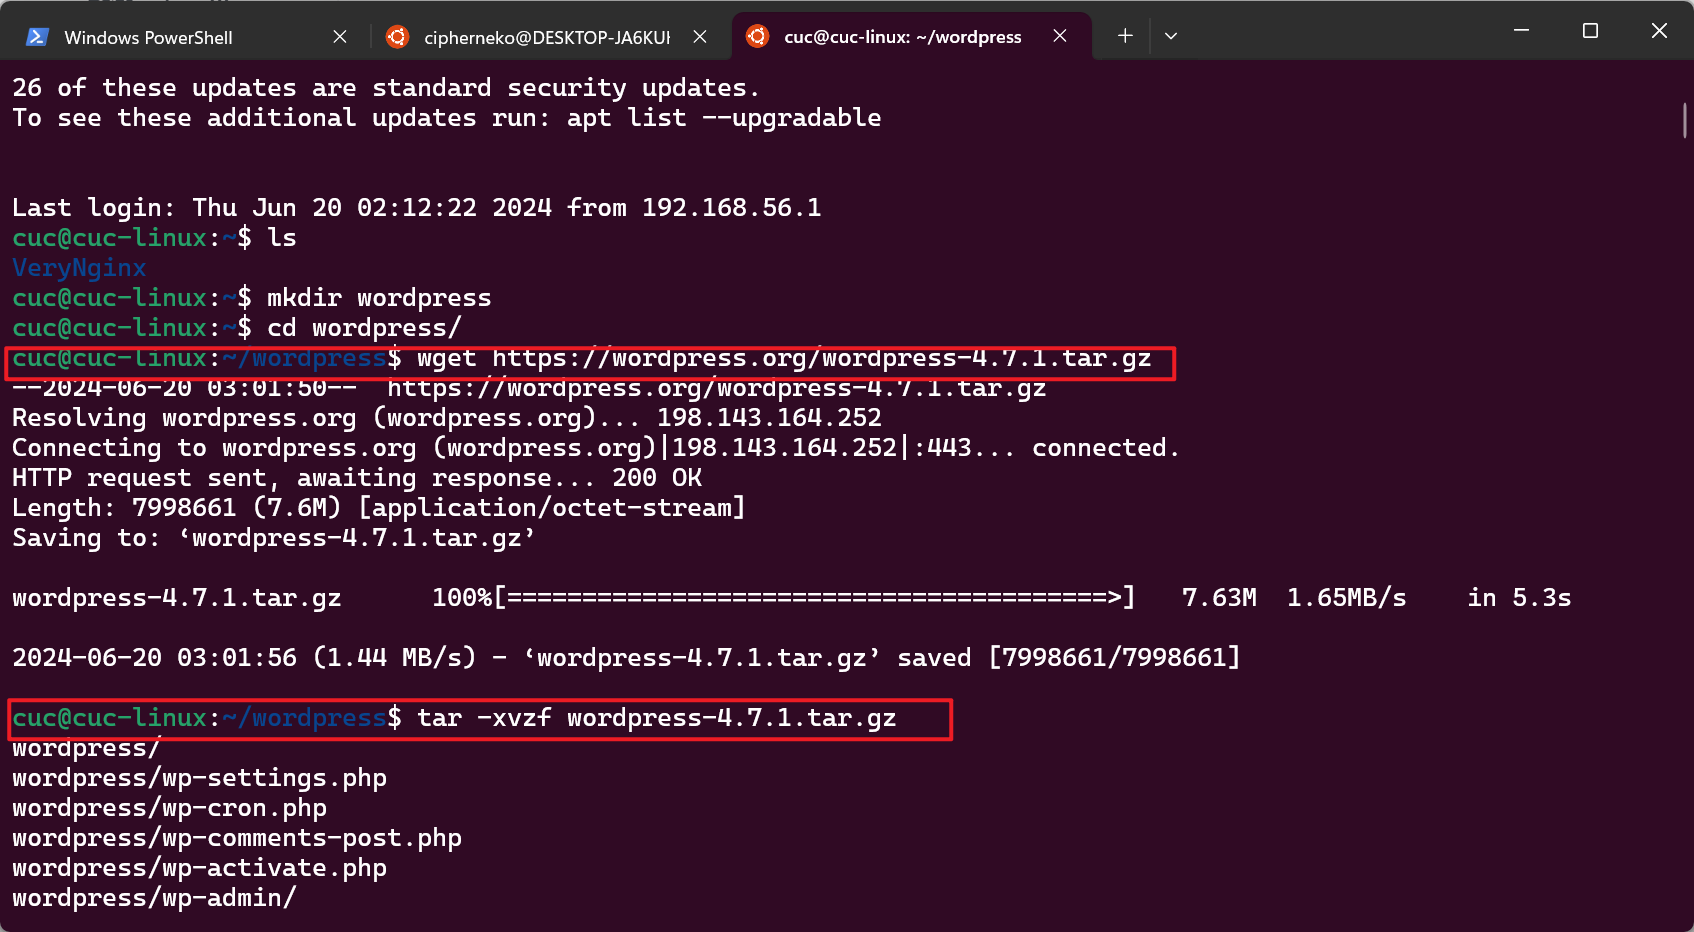 Windows PowerShell
cipherneko@DESKTOP-JA6KU
cuc@cuc-linux: ~/wordpress
26 of these updates are standard security updates.
To see these additional updates run: apt list --upgradable
Last login: Thu Jun 20 02:12:22 2024 from 192.168.56.1
cuc@cuc-linux:~$ ls
VeryNginx
cuc@cuc-linux:~$ mkdir wordpress
cuc@cuc-linux:~$ cd wordpress/
cuc@cuc-linux:~/wordpress$ wget https://wordpress.org/wordpress-4.7.1.tar.gz
--2024-06-20 03:01:50--  https://wordpress.org/wordpress-4.7.1.tar.gz
Resolving wordpress.org (wordpress.org)... 198.143.164.252
Connecting to wordpress.org (wordpress.org)|198.143.164.252|:443... connected.
HTTP request sent, awaiting response... 200 OK
Length: 7998661 (7.6M) [application/octet-stream]
Saving to: ‘wordpress-4.7.1.tar.gz’
wordpress-4.7.1.tar.gz      100%[========================================>]   7.63M  1.65MB/s    in 5.3s
2024-06-20 03:01:56 (1.44 MB/s) - ‘wordpress-4.7.1.tar.gz’ saved [7998661/7998661]
cuc@cuc-linux:~/wordpress$ tar -xvzf wordpress-4.7.1.tar.gz
wordpress/
wordpress/wp-settings.php
wordpress/wp-cron.php
wordpress/wp-comments-post.php
wordpress/wp-activate.php
wordpress/wp-admin/